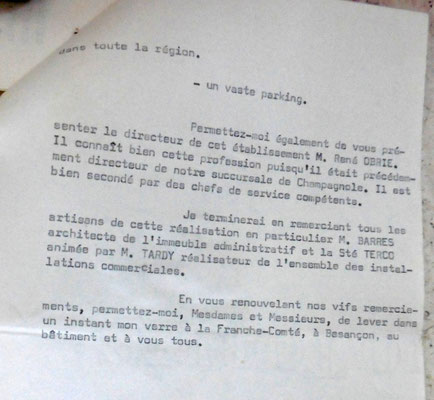 dans toute la région.
- un vaste parking.
Permettez-moi également de vous pré-
senter le directeur de cet établissement M. René OBRIE.
Il connaît bien cette profession puisqu'il était précédem-
ment directeur de notre succursale de Champagnole. Il est
bien secondé par des chefs de service compétents.
Je terminerai en remerciant tous les
artisans de cette réalisation en particulier M. BARRES
architecte de l'immeuble administratif et la Sté TERCO
animée par M. TARDY réalisateur de l'ensemble des instal-
lations commerciales.
En vous renouvelant nos vifs remercie-
ments, permettez-moi, Mesdames et Messieurs, de lever dans
un instant mon verre à la Franche-Comté, à Besançon, au
bâtiment et à vous tous.